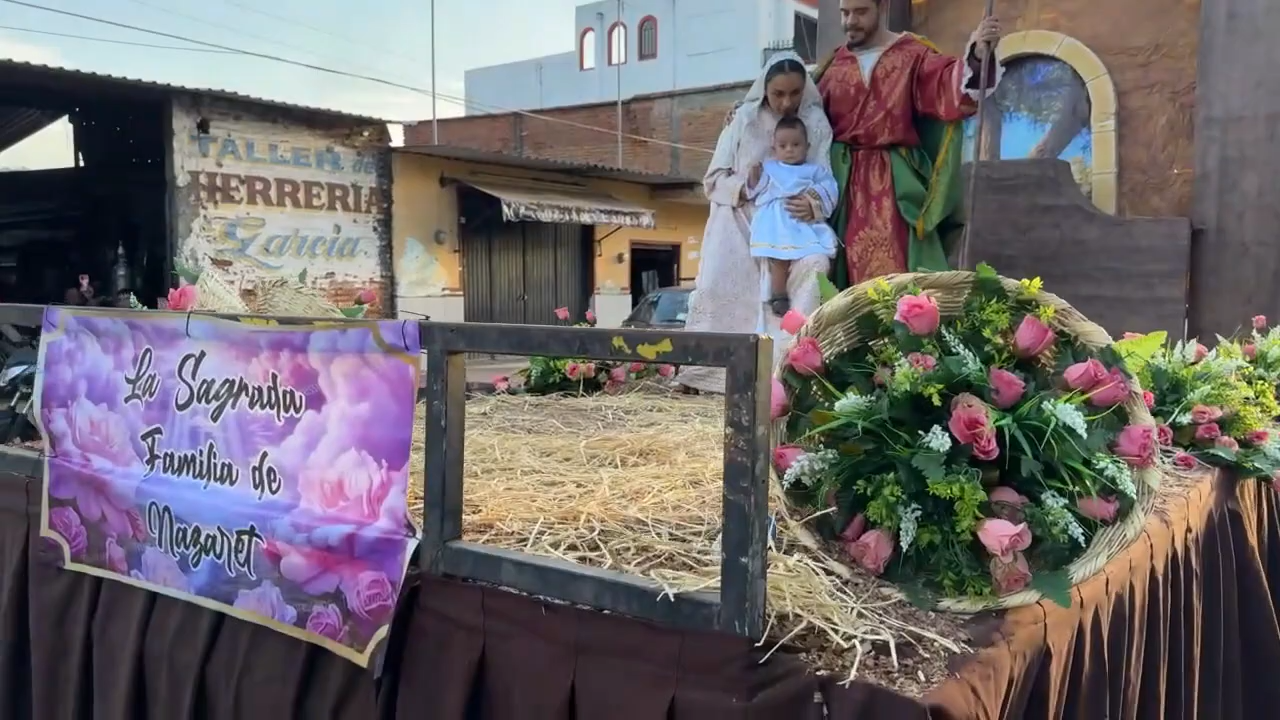 TALLER de
HERRERIA
Garcia
La Sagrada
Familia de
Nazaret